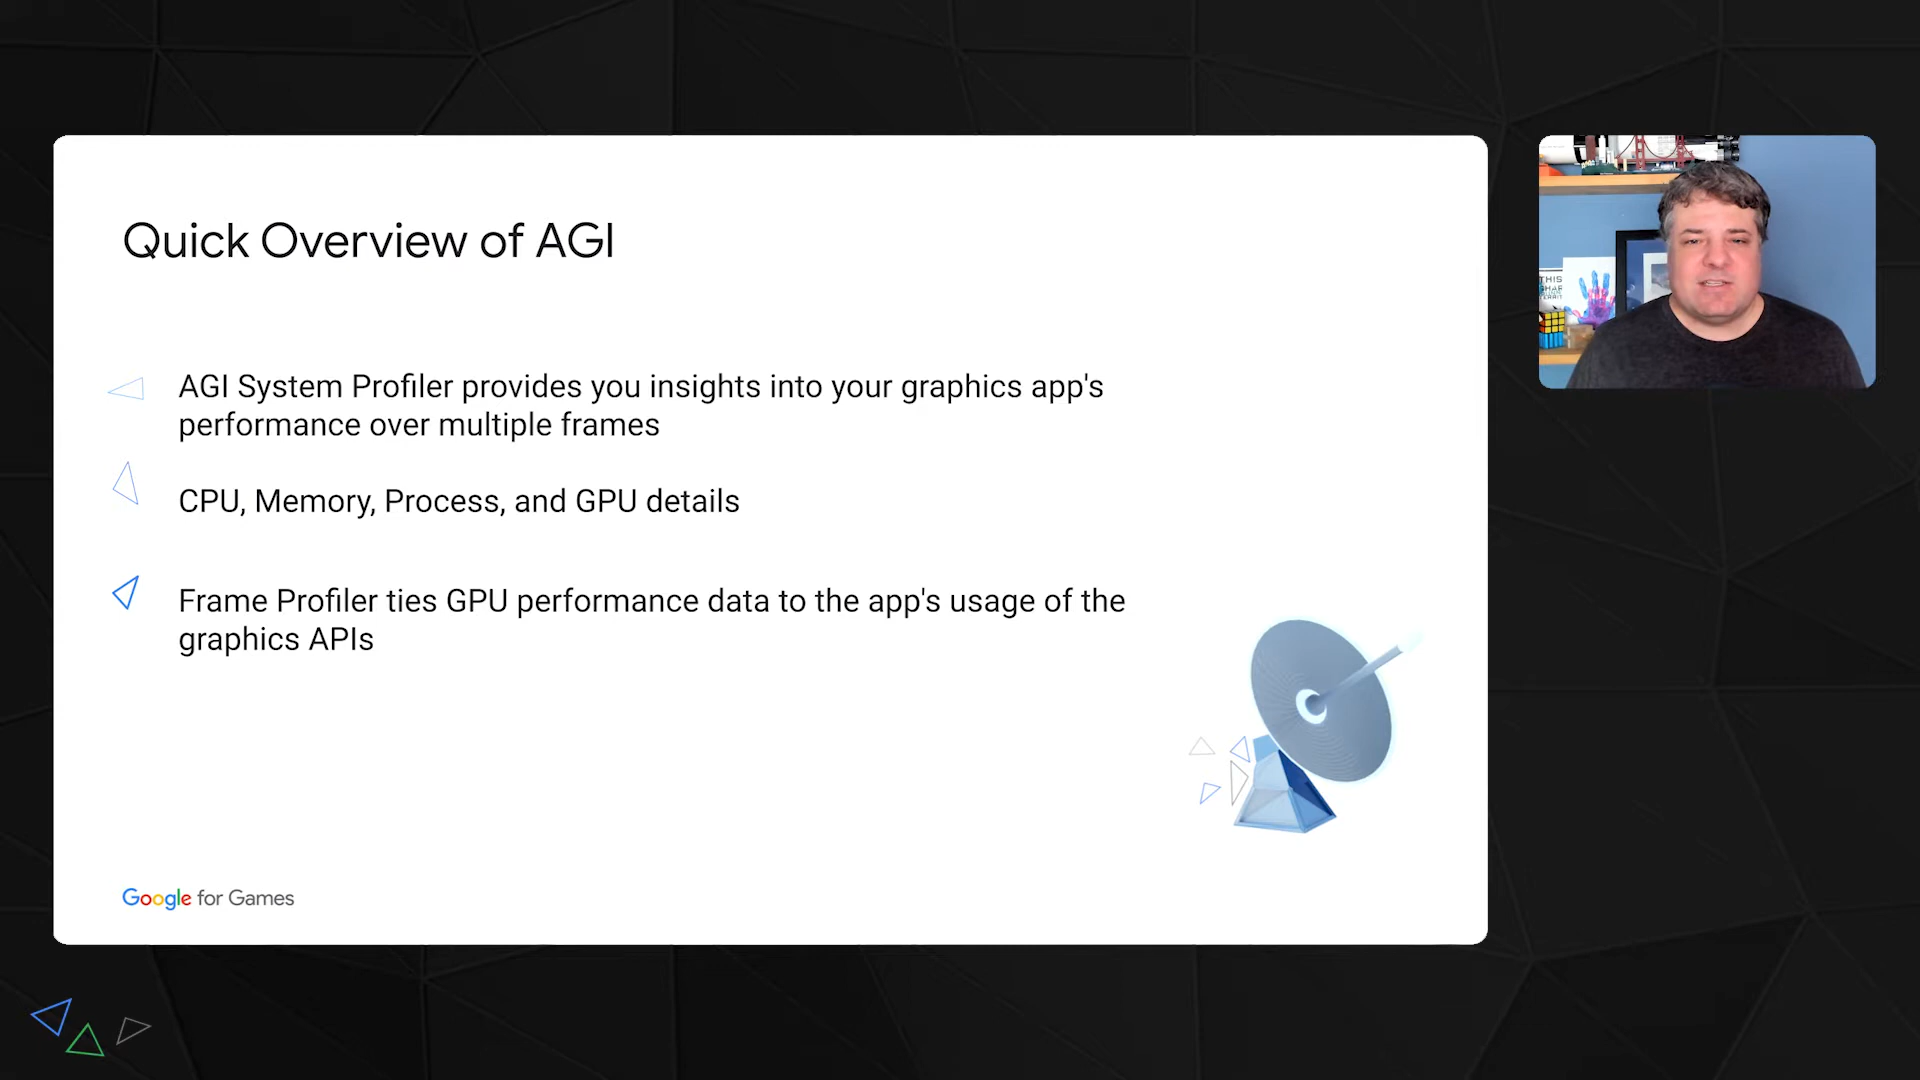 Quick Overview of AGI
AGI System Profiler provides you insights into your graphics app's
performance over multiple frames
CPU, Memory, Process, and GPU details
Frame Profiler ties GPU performance data to the app's usage of the
graphics APIs
Google for Games
THIS